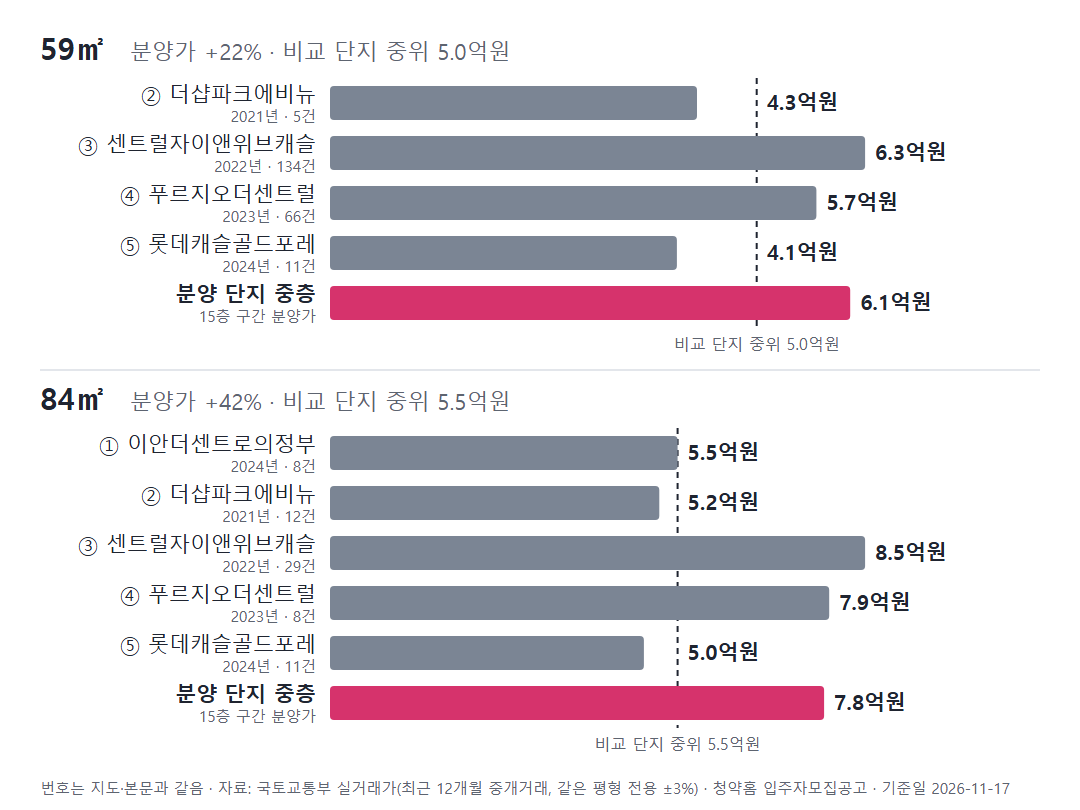 59㎡ 분양가 +22% · 비교 단지 중위 5.0억원
② 더샵파크에비뉴
2021년 · 5건
4.3억원
③ 센트럴자이앤위브캐슬
2022년 · 134건
6.3억원
④ 푸르지오더센트럴
2023년 · 66건
5.7억원
⑤ 롯데캐슬골드포레
2024년 · 11건
4.1억원
분양 단지 중층
15층 구간 분양가
6.1억원
비교 단지 중위 5.0억원
84㎡ 분양가 +42% · 비교 단지 중위 5.5억원
① 이안더센트로의정부
2024년 · 8건
5.5억원
② 더샵파크에비뉴
2021년 · 12건
5.2억원
③ 센트럴자이앤위브캐슬
2022년 · 29건
8.5억원
④ 푸르지오더센트럴
2023년 · 8건
7.9억원
⑤ 롯데캐슬골드포레
2024년 · 11건
5.0억원
분양 단지 중층
15층 구간 분양가
7.8억원
비교 단지 중위 5.5억원
번호는 지도·본문과 같음 · 자료: 국토교통부 실거래가(최근 12개월 중개거래, 같은 평형 전용 ±3%) · 청약홈 입주자모집공고 · 기준일 2026-11-17